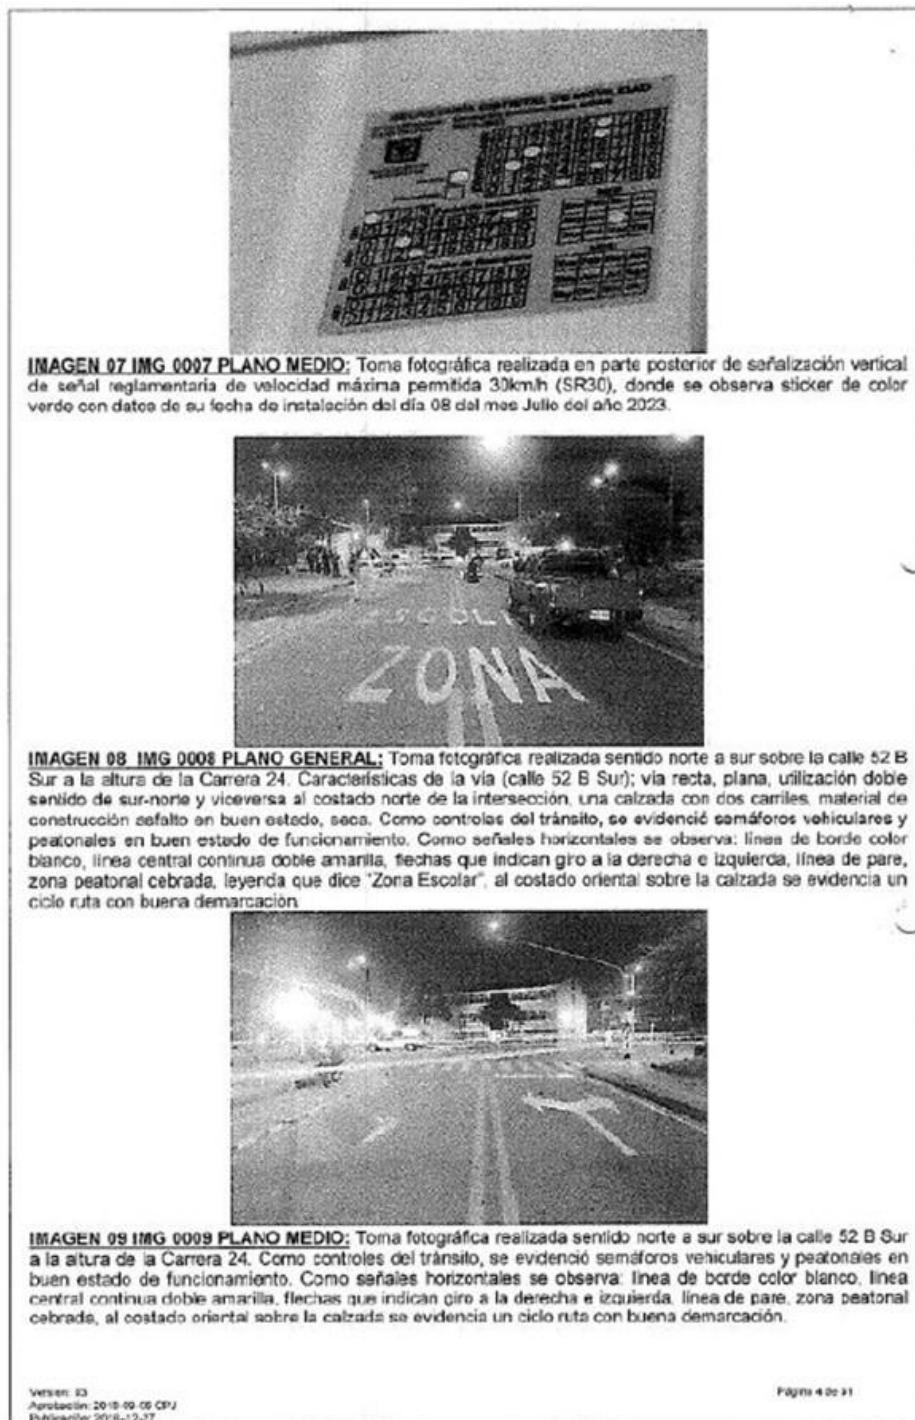 IMAGEN 07 IMG 0007 PLANO MEDIO: Toma fotográfica realizada en parte posterior de señalización vertical
de señal reglamentaria de velocidad máxima permitida 30km/h (SR30), donde se observa sticker de color
verde con datos de su fecha de instalación del día 08 del mes Julio del año 2023.
ESCOLAR
ZONA
IMAGEN 08 IMG 0008 PLANO GENERAL: Toma fotográfica realizada sentido norte a sur sobre la calle 52 B
Sur a la altura de la Carrera 24. Características de la vía (calle 52 B Sur); vía recta, plana, utilización doble
sentido de sur-norte y viceversa al costado norte de la intersección, una calzada con dos carriles, material de
construcción asfalto en buen estado, seca. Como controles del tránsito, se evidenció semáforos vehiculares y
peatonales en buen estado de funcionamiento. Como señales horizontales se observa: línea de borde color
blanco, línea central continua doble amarilla, flechas que indican giro a la derecha e izquierda, línea de pare,
zona peatonal cebrada, leyenda que dice "Zona Escolar", al costado oriental sobre la calzada se evidencia un
ciclo ruta con buena demarcación
IMAGEN 09 IMG 0009 PLANO MEDIO: Toma fotográfica realizada sentido norte a sur sobre la calle 52 B Sur
a la altura de la Carrera 24. Como controles del tránsito, se evidenció semáforos vehiculares y peatonales en
buen estado de funcionamiento. Como señales horizontales se observa: línea de borde color blanco, línea
central continua doble amarilla, flechas que indican giro a la derecha e izquierda, línea de pare, zona peatonal
cebrada, al costado oriental sobre la calzada se evidencia un ciclo ruta con buena demarcación.
Version: 03
Página 4 de 31
Aprobación: 2018-09-06 CPJ
Publicación: 2018-12-27